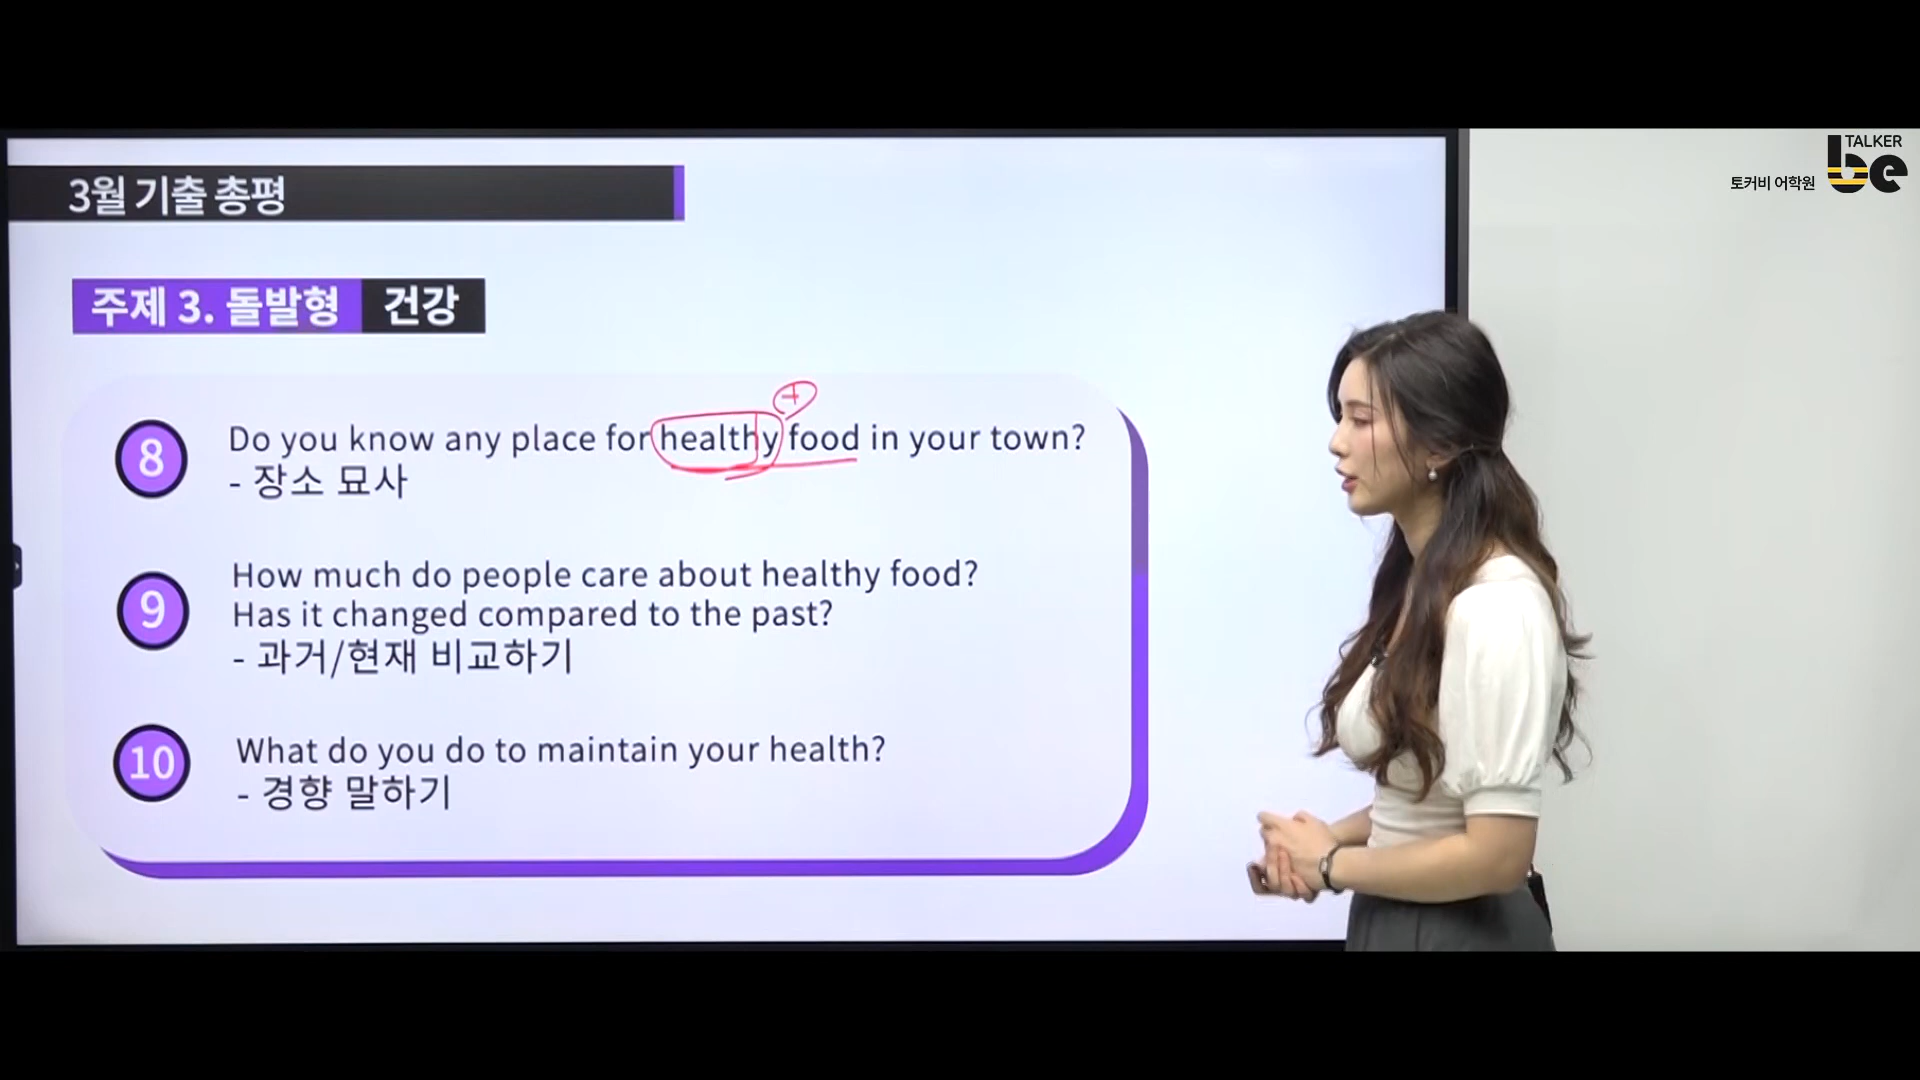 TALKER
be
토커비 어학원
3월 기출 총평
주제 3. 돌발형 건강
+
8 Do you know any place for healthy food in your town?
- 장소 묘사
9 How much do people care about healthy food?
Has it changed compared to the past?
- 과거/현재 비교하기
10 What do you do to maintain your health?
- 경향 말하기